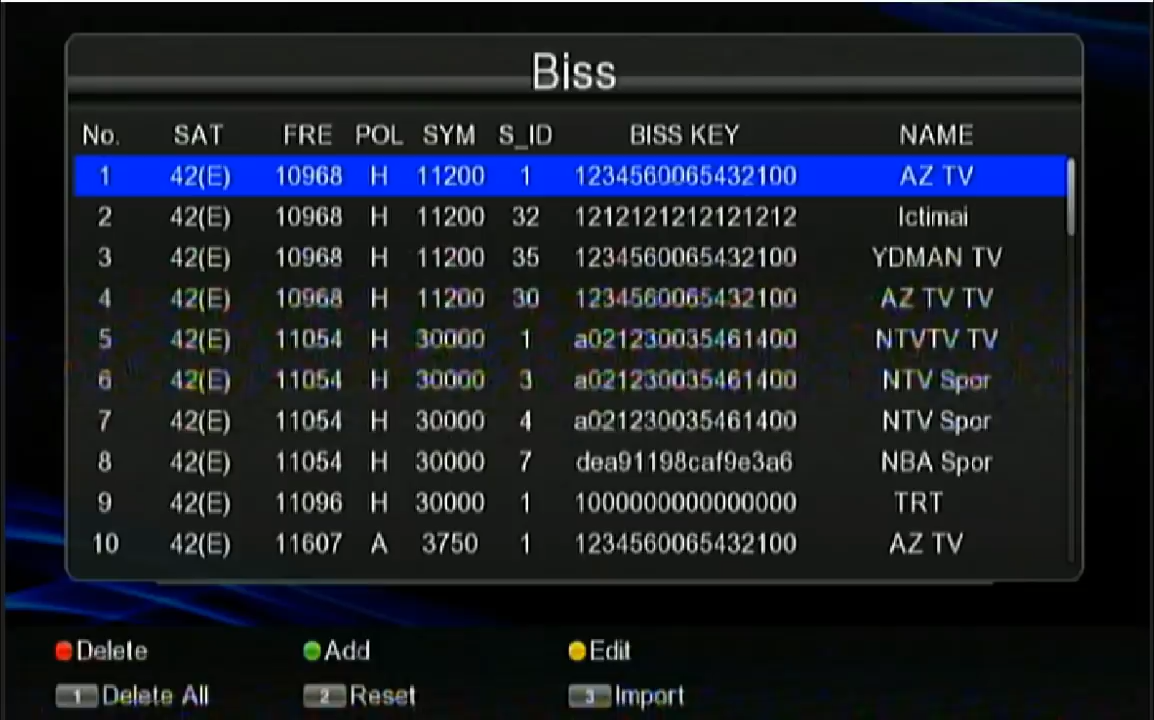 Biss
No. SAT FRE POL SYM S_ID BISS KEY NAME
1 42(E) 10968 H 11200 1 1234560065432100 AZ TV
2 42(E) 10968 H 11200 32 1212121212121212 Ictimai
3 42(E) 10968 H 11200 35 1234560065432100 YDMAN TV
4 42(E) 10968 H 11200 30 1234560065432100 AZ TV TV
5 42(E) 11054 H 30000 1 a021230035461400 NTVTV TV
6 42(E) 11054 H 30000 3 a021230035461400 NTV Spor
7 42(E) 11054 H 30000 4 a021230035461400 NTV Spor
8 42(E) 11054 H 30000 7 dea91198caf9e3a6 NBA Spor
9 42(E) 11096 H 30000 1 1000000000000000 TRT
10 42(E) 11607 A 3750 1 1234560065432100 AZ TV
Delete Add Edit
1 Delete All 2 Reset 3 Import